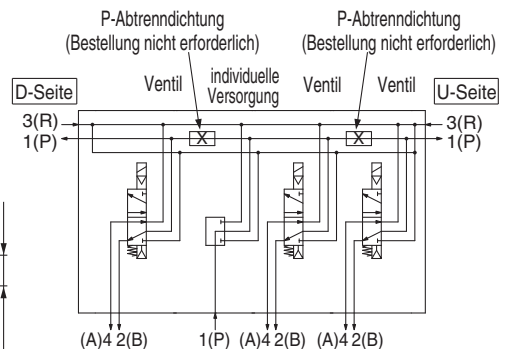 P-Abtrenndichtung
(Bestellung nicht erforderlich)
P-Abtrenndichtung
(Bestellung nicht erforderlich)
D-Seite
Ventil
individuelle
Versorgung
Ventil
Ventil
U-Seite
3(R)
1(P)
X
X
3(R)
1(P)
(A)4 2(B)
1(P)
(A)4 2(B)
(A)4 2(B)